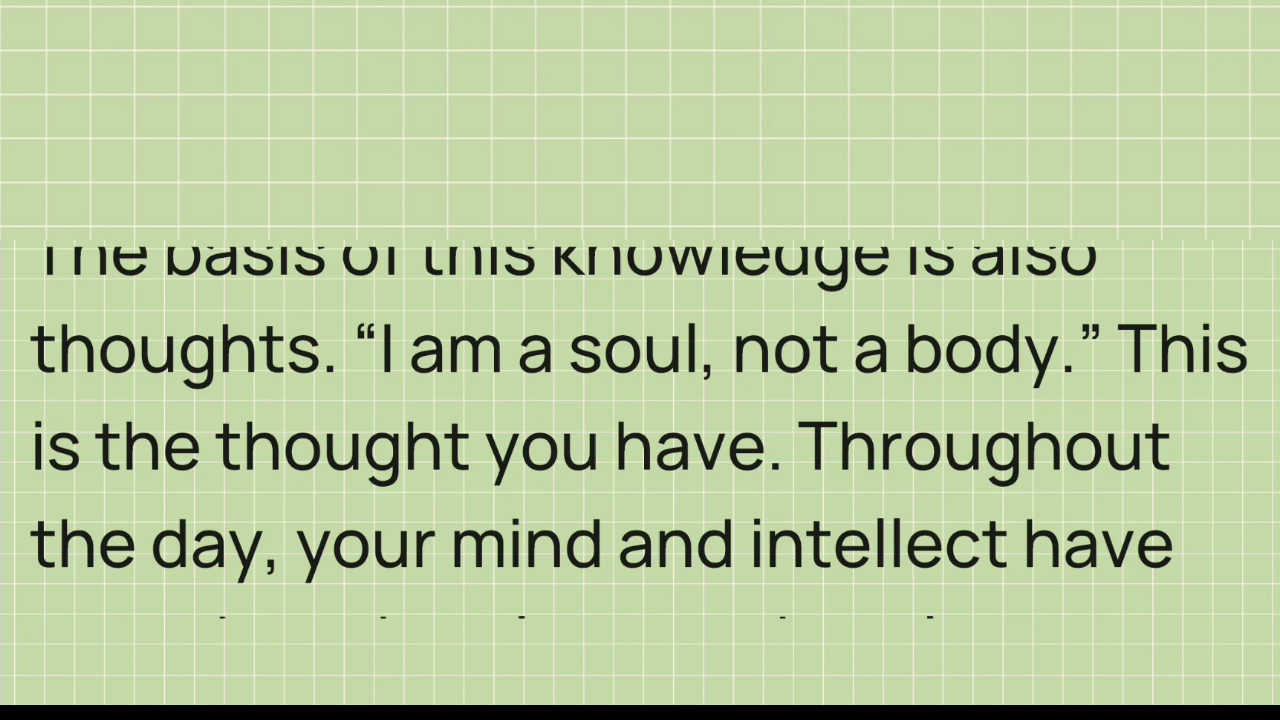 The basis of this knowledge is also
thoughts. “I am a soul, not a body.” This
is the thought you have. Throughout
the day, your mind and intellect have